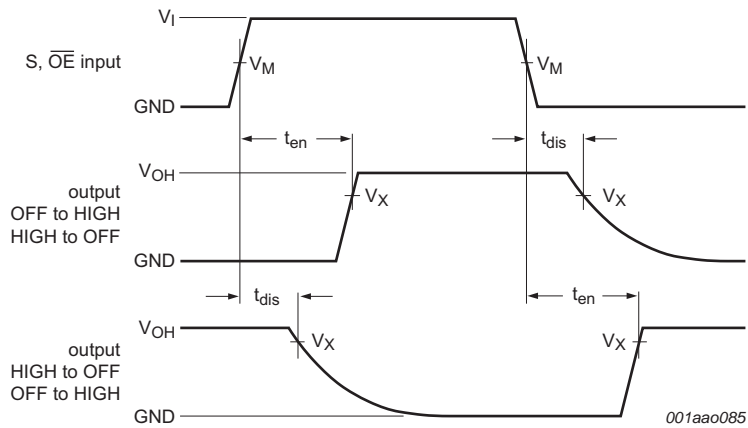 V_I
S, O̅E̅ input
V_M
V_M
GND
t_en
t_dis
V_OH
output
OFF to HIGH
HIGH to OFF
V_X
V_X
GND
t_dis
t_en
V_OH
output
HIGH to OFF
OFF to HIGH
V_X
V_X
GND
001aao085